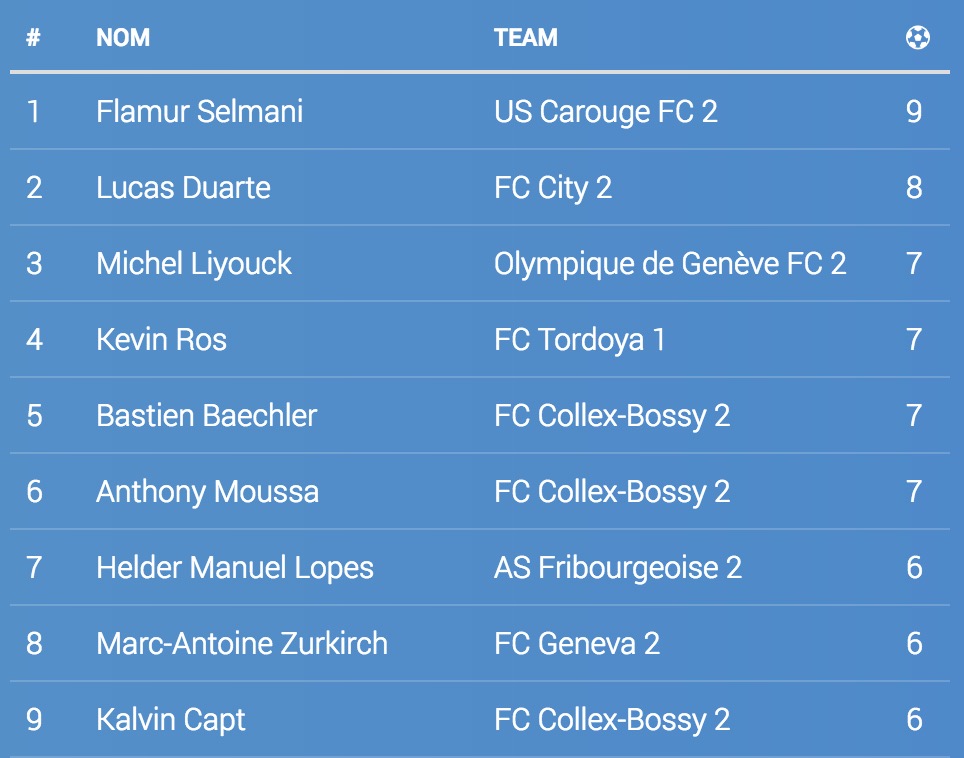 # NOM TEAM
1 Flamur Selmani US Carouge FC 2 9
2 Lucas Duarte FC City 2 8
3 Michel Liyouck Olympique de Genève FC 2 7
4 Kevin Ros FC Tordoya 1 7
5 Bastien Baechler FC Collex-Bossy 2 7
6 Anthony Moussa FC Collex-Bossy 2 7
7 Helder Manuel Lopes AS Fribourgeoise 2 6
8 Marc-Antoine Zurkirch FC Geneva 2 6
9 Kalvin Capt FC Collex-Bossy 2 6